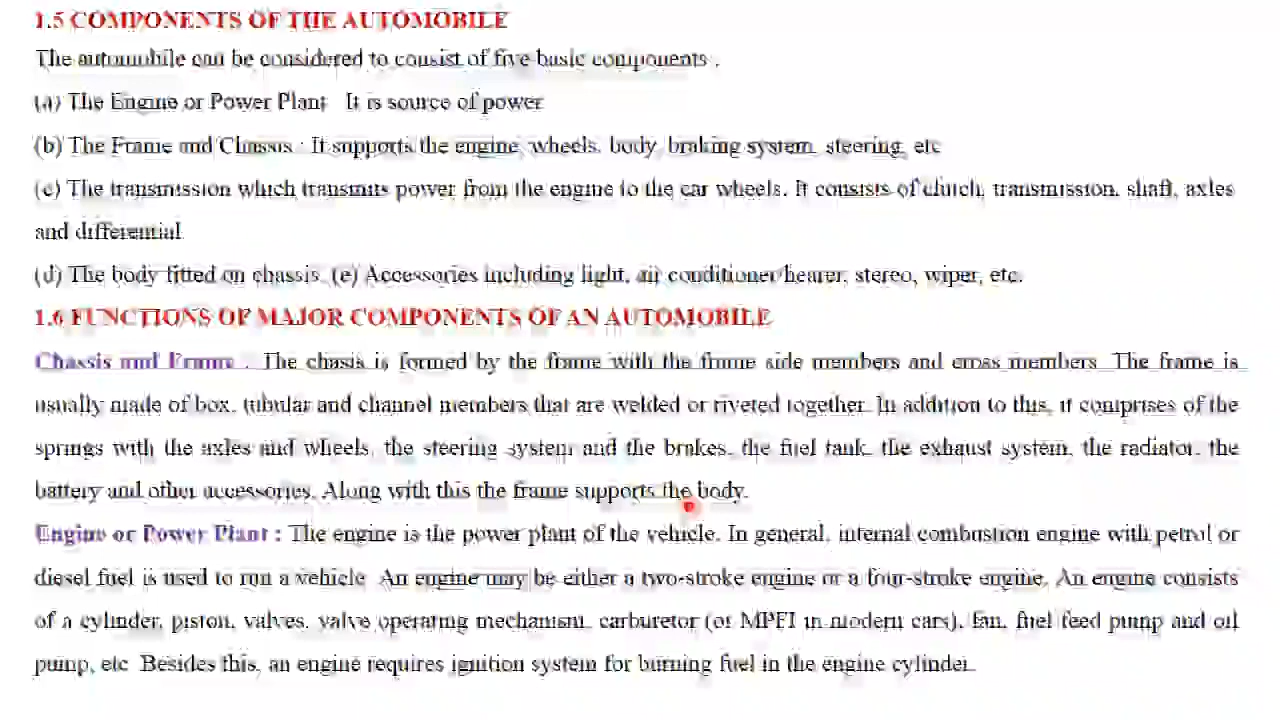 1.5 COMPONENTS OF THE AUTOMOBILE
The automobile can be considered to consist of five basic components :
(a) The Engine or Power Plant : It is source of power
(b) The Frame and Chassis : It supports the engine, wheels, body, braking system, steering, etc
(c) The transmission which transmits power from the engine to the car wheels. It consists of clutch, transmission, shaft, axles
and differential
(d) The body fitted on chassis. (e) Accessories including light, air conditioner/hearer, stereo, wiper, etc.
1.6 FUNCTIONS OF MAJOR COMPONENTS OF AN AUTOMOBILE
Chassis and Frame : The chasis is formed by the frame with the frame side members and cross members. The frame is
usually made of box, tubular and channel members that are welded or riveted together. In addition to this, it comprises of the
springs with the axles and wheels, the steering system and the brakes, the fuel tank, the exhaust system, the radiator, the
battery and other accessories. Along with this the frame supports the body.
Engine or Power Plant : The engine is the power plant of the vehicle. In general, internal combustion engine with petrol or
diesel fuel is used to run a vehicle. An engine may be either a two-stroke engine or a four-stroke engine. An engine consists
of a cylinder, piston, valves, valve operating mechanism, carburetor (or MPFI in modern cars), fan, fuel feed pump and oil
pump, etc. Besides this, an engine requires ignition system for burning fuel in the engine cylinder.